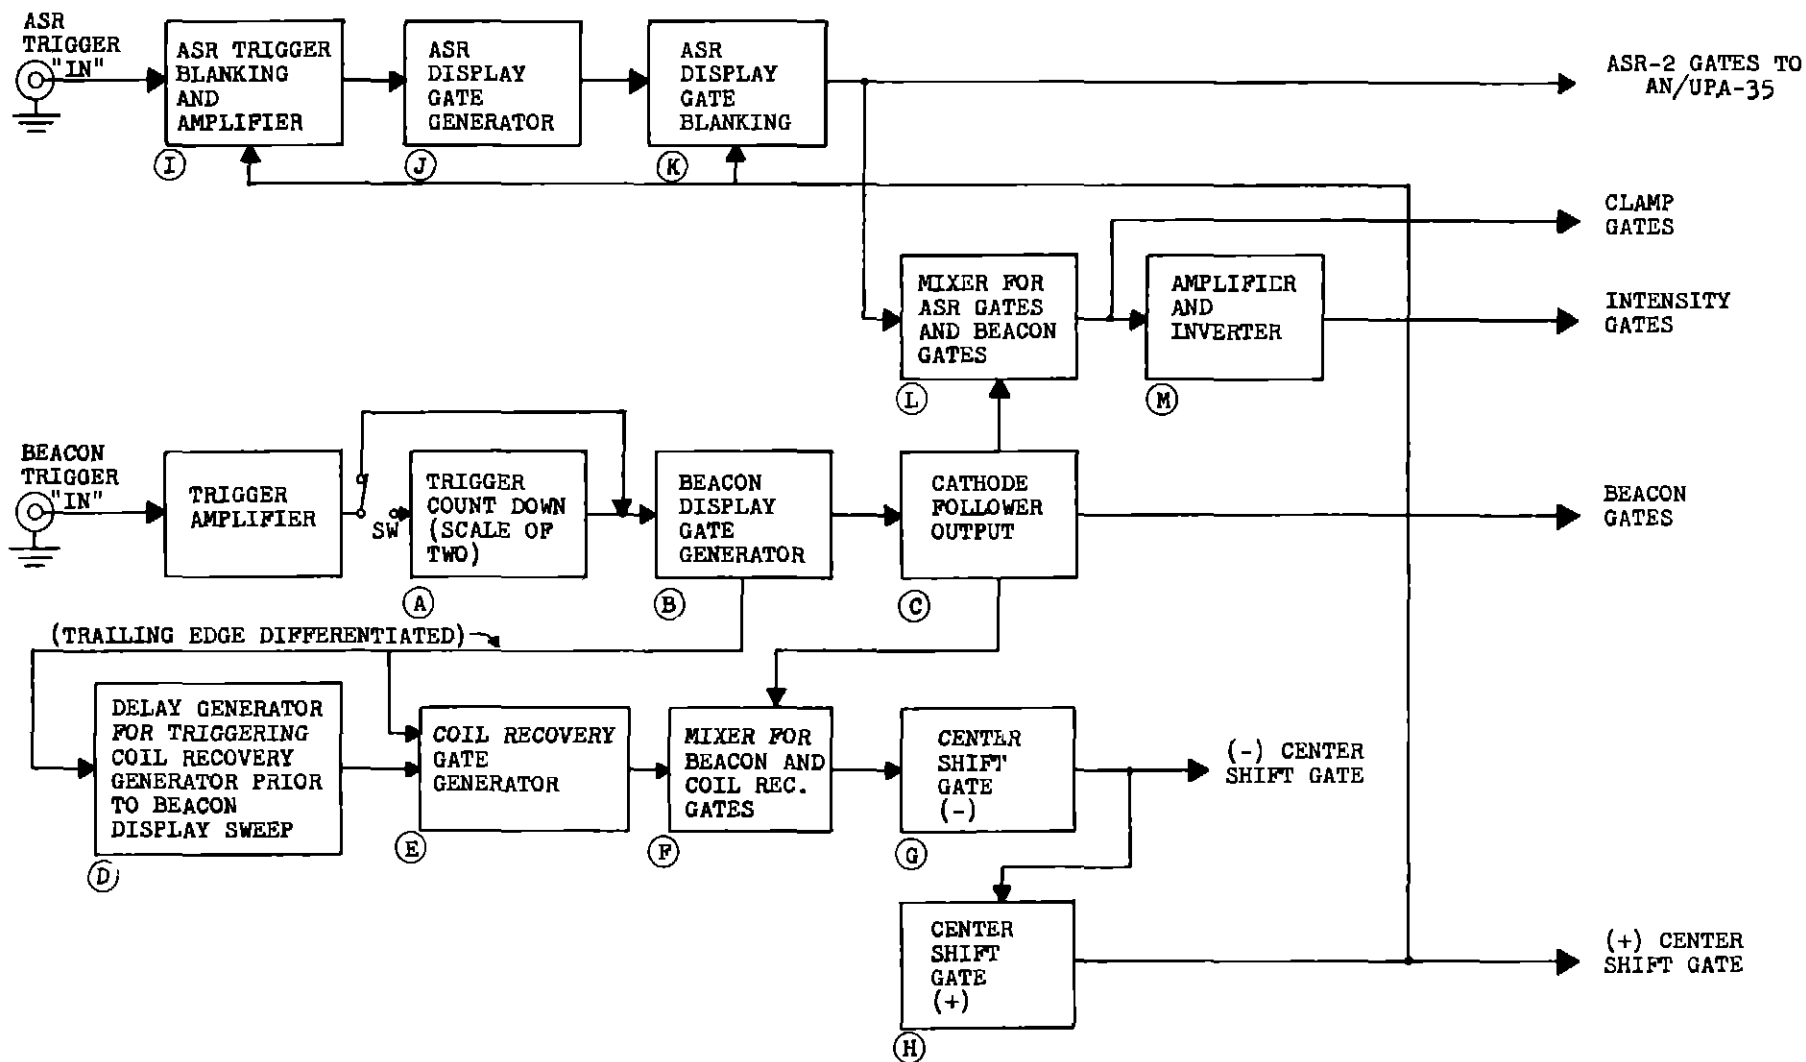 ASR
TRIGGER
"IN"
ASR TRIGGER
BLANKING
AND
AMPLIFIER
I
ASR
DISPLAY
GATE
GENERATOR
J
ASR
DISPLAY
GATE
BLANKING
K
ASR-2 GATES TO
AN/UPA-35
CLAMP
GATES
MIXER FOR
ASR GATES
AND BEACON
GATES
L
AMPLIFIER
AND
INVERTER
M
INTENSITY
GATES
BEACON
TRIGGER
"IN"
TRIGGER
AMPLIFIER
SW
TRIGGER
COUNT DOWN
(SCALE OF
TWO)
A
BEACON
DISPLAY
GATE
GENERATOR
B
CATHODE
FOLLOWER
OUTPUT
C
BEACON
GATES
(TRAILING EDGE DIFFERENTIATED)
DELAY GENERATOR
FOR TRIGGERING
COIL RECOVERY
GENERATOR PRIOR
TO BEACON
DISPLAY SWEEP
D
COIL RECOVERY
GATE
GENERATOR
E
MIXER FOR
BEACON AND
COIL REC.
GATES
F
CENTER
SHIFT
GATE
(-)
G
(-) CENTER
SHIFT GATE
CENTER
SHIFT
GATE
(+)
H
(+) CENTER
SHIFT GATE